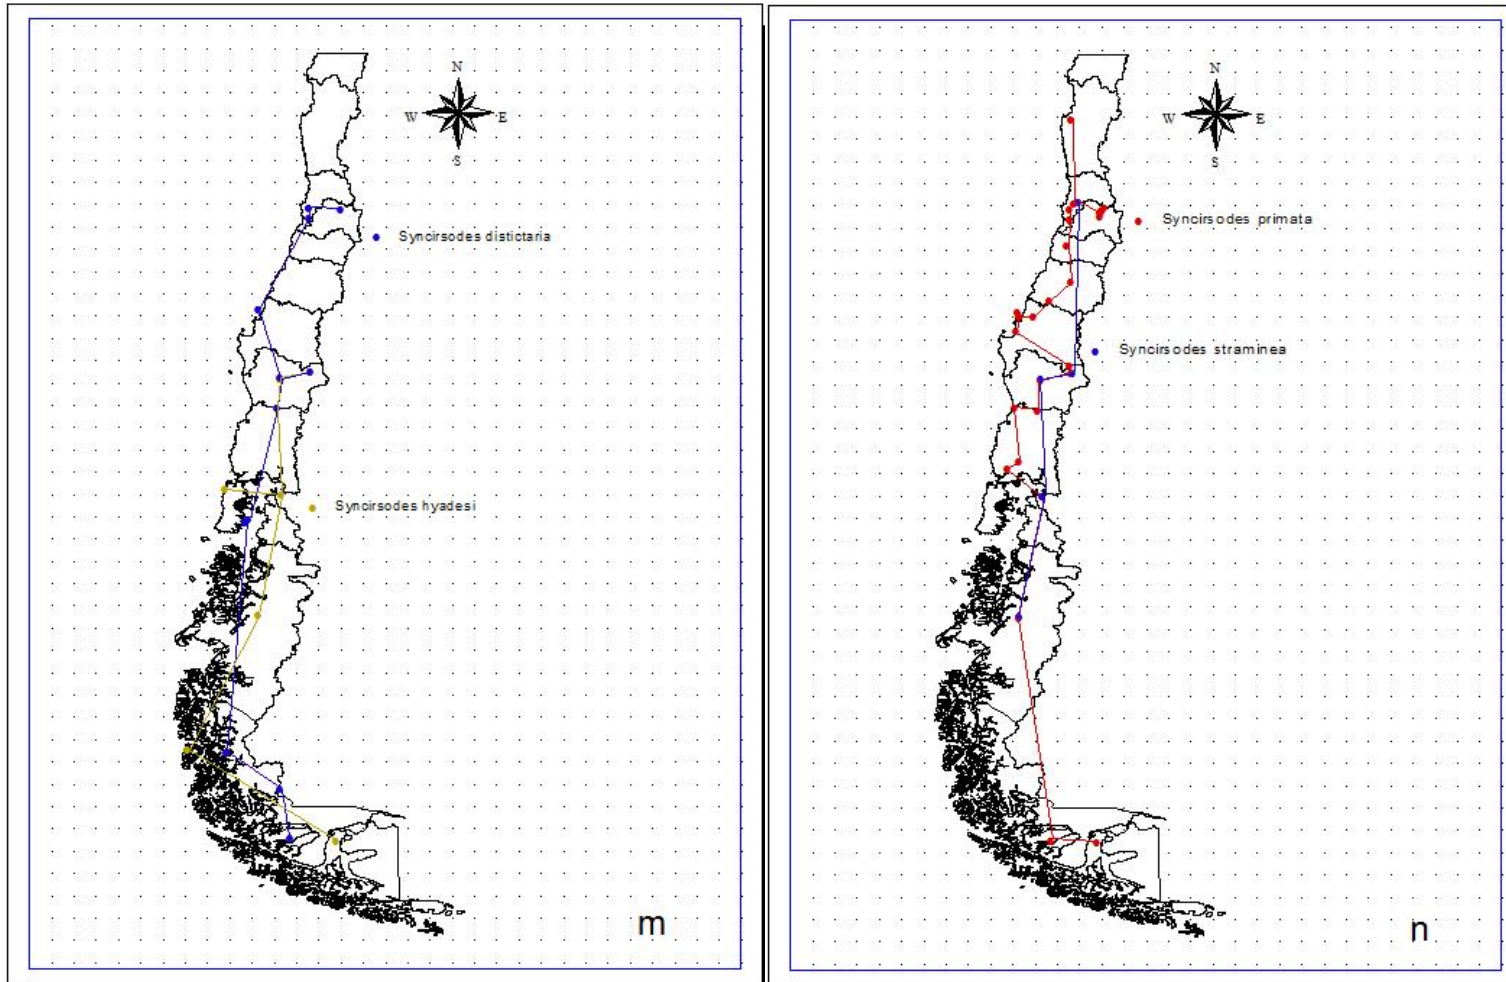 N
W E
S
Syncirsodes distictaria
Syncirsodes hyadesi
m
N
W E
S
Syncirsodes primata
Syncirsodes straminea
n